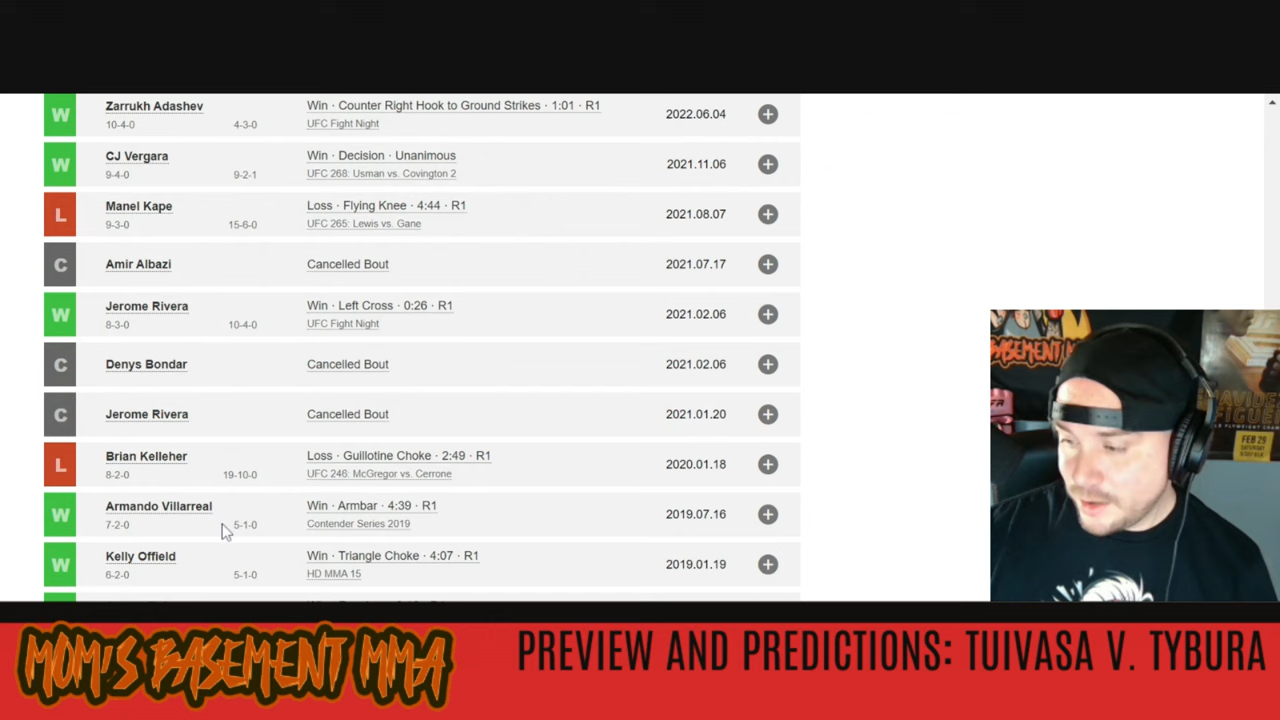 W Zarrukh Adashev Win · Counter Right Hook to Ground Strikes · 1:01 · R1 2022.06.04
10-4-0 4-3-0 UFC Fight Night
W CJ Vergara Win · Decision · Unanimous 2021.11.06
9-4-0 9-2-1 UFC 268: Usman vs. Covington 2
L Manel Kape Loss · Flying Knee · 4:44 · R1 2021.08.07
9-3-0 15-6-0 UFC 265: Lewis vs. Gane
C Amir Albazi Cancelled Bout 2021.07.17
W Jerome Rivera Win · Left Cross · 0:26 · R1 2021.02.06
8-3-0 10-4-0 UFC Fight Night
C Denys Bondar Cancelled Bout 2021.02.06
C Jerome Rivera Cancelled Bout 2021.01.20
L Brian Kelleher Loss · Guillotine Choke · 2:49 · R1 2020.01.18
8-2-0 19-10-0 UFC 246: McGregor vs. Cerrone
W Armando Villarreal Win · Armbar · 4:39 · R1 2019.07.16
7-2-0 5-1-0 Contender Series 2019
W Kelly Offield Win · Triangle Choke · 4:07 · R1 2019.01.19
6-2-0 5-1-0 HD MMA 15
FEB 29
MOM'S BASEMENT MMA
PREVIEW AND PREDICTIONS: TUIVASA V. TYBURA